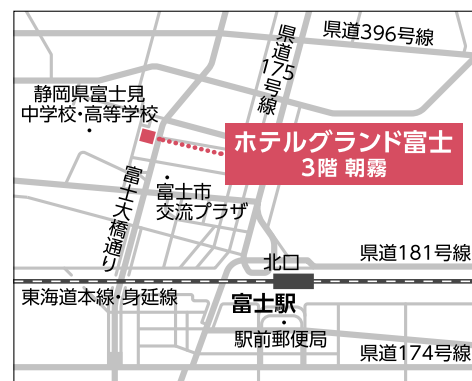 県道396号線
県道175号線
静岡県富士見
中学校・高等学校
ホテルグランド富士
3階 朝霧
富士大橋通り
富士市
交流プラザ
県道181号線
北口
東海道本線・身延線
富士駅
駅前郵便局
県道174号線